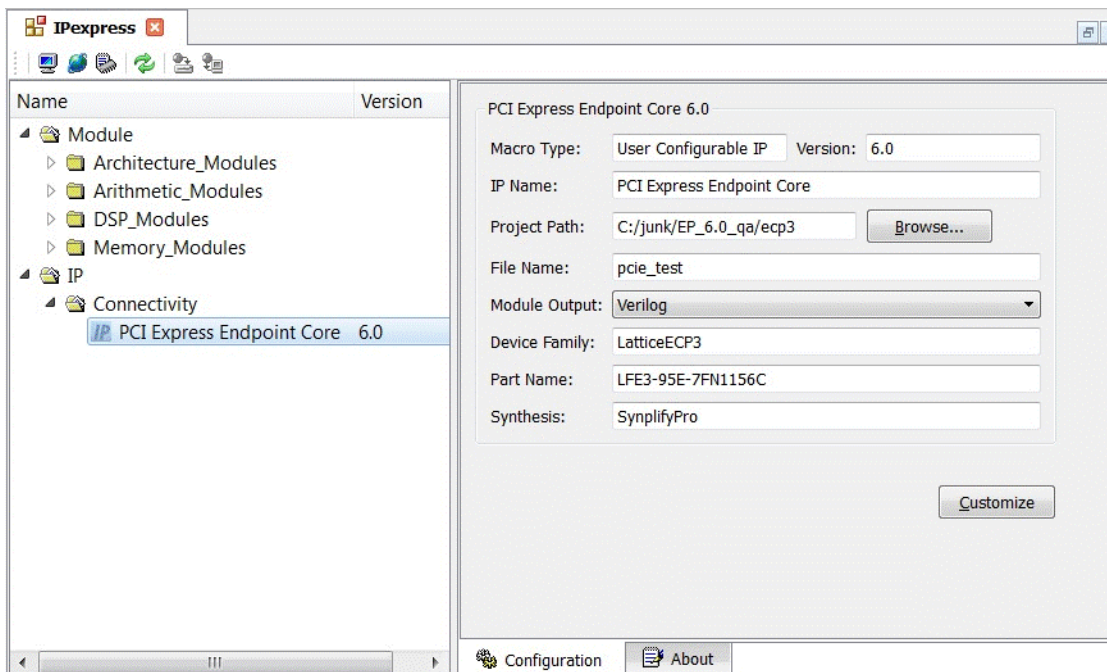 IPexpress
Name Version
Module
Architecture_Modules
Arithmetic_Modules
DSP_Modules
Memory_Modules
IP
Connectivity
IP PCI Express Endpoint Core 6.0
PCI Express Endpoint Core 6.0
Macro Type: User Configurable IP Version: 6.0
IP Name: PCI Express Endpoint Core
Project Path: C:/junk/EP_6.0_qa/ecp3 Browse...
File Name: pcie_test
Module Output: Verilog
Device Family: LatticeECP3
Part Name: LFE3-95E-7FN1156C
Synthesis: SynplifyPro
Customize
Configuration About